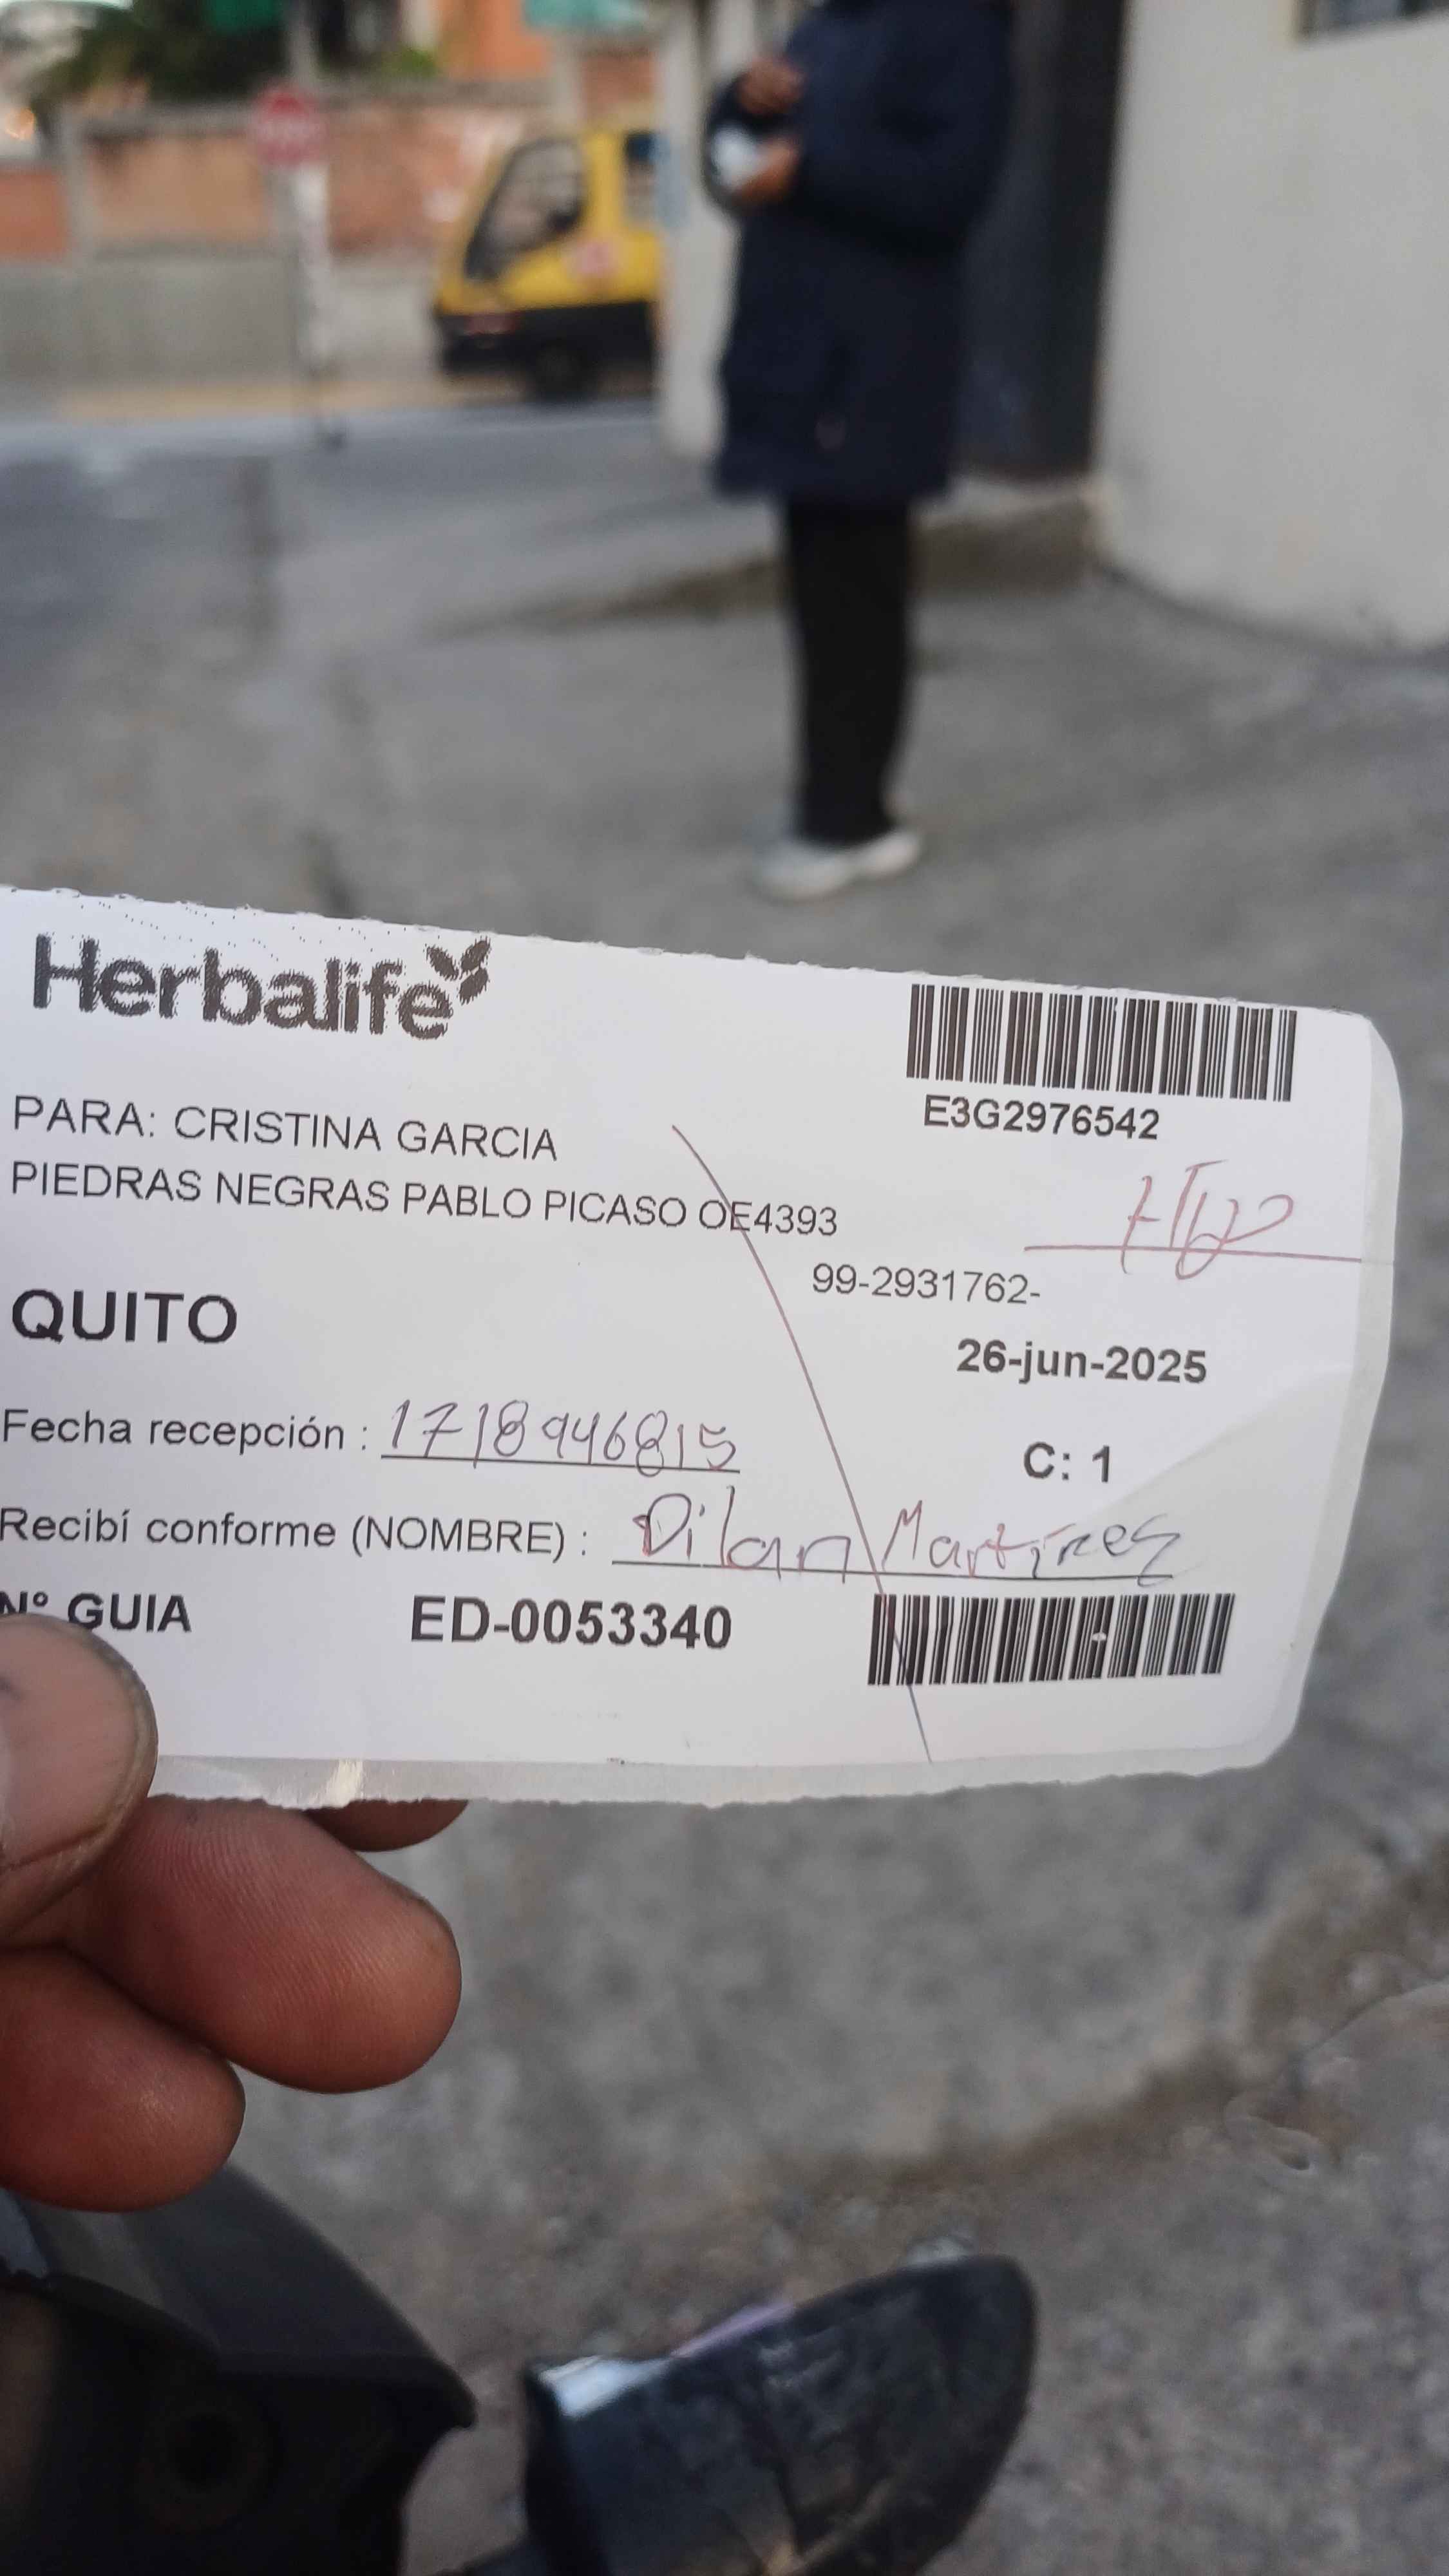 Herbalife
E3G2976542
PARA: CRISTINA GARCIA
PIEDRAS NEGRAS PABLO PICASO OE4393
99-2931762-
QUITO
26-jun-2025
Fecha recepción : 1718946815
C: 1
Recibí conforme (NOMBRE) : Dilan Martinez
Nº GUIA ED-0053340